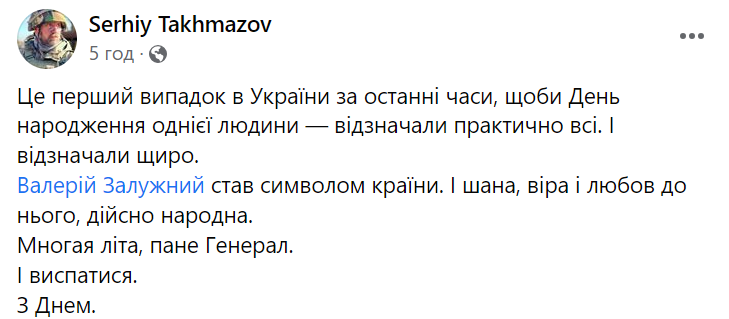 Serhiy Takhmazov
5 год ·
Це перший випадок в України за останні часи, щоби День
народження однієї людини — відзначали практично всі. І
відзначали щиро.
Валерій Залужний став символом країни. І шана, віра і любов до
нього, дійсно народна.
Многая літа, пане Генерал.
І виспатися.
З Днем.